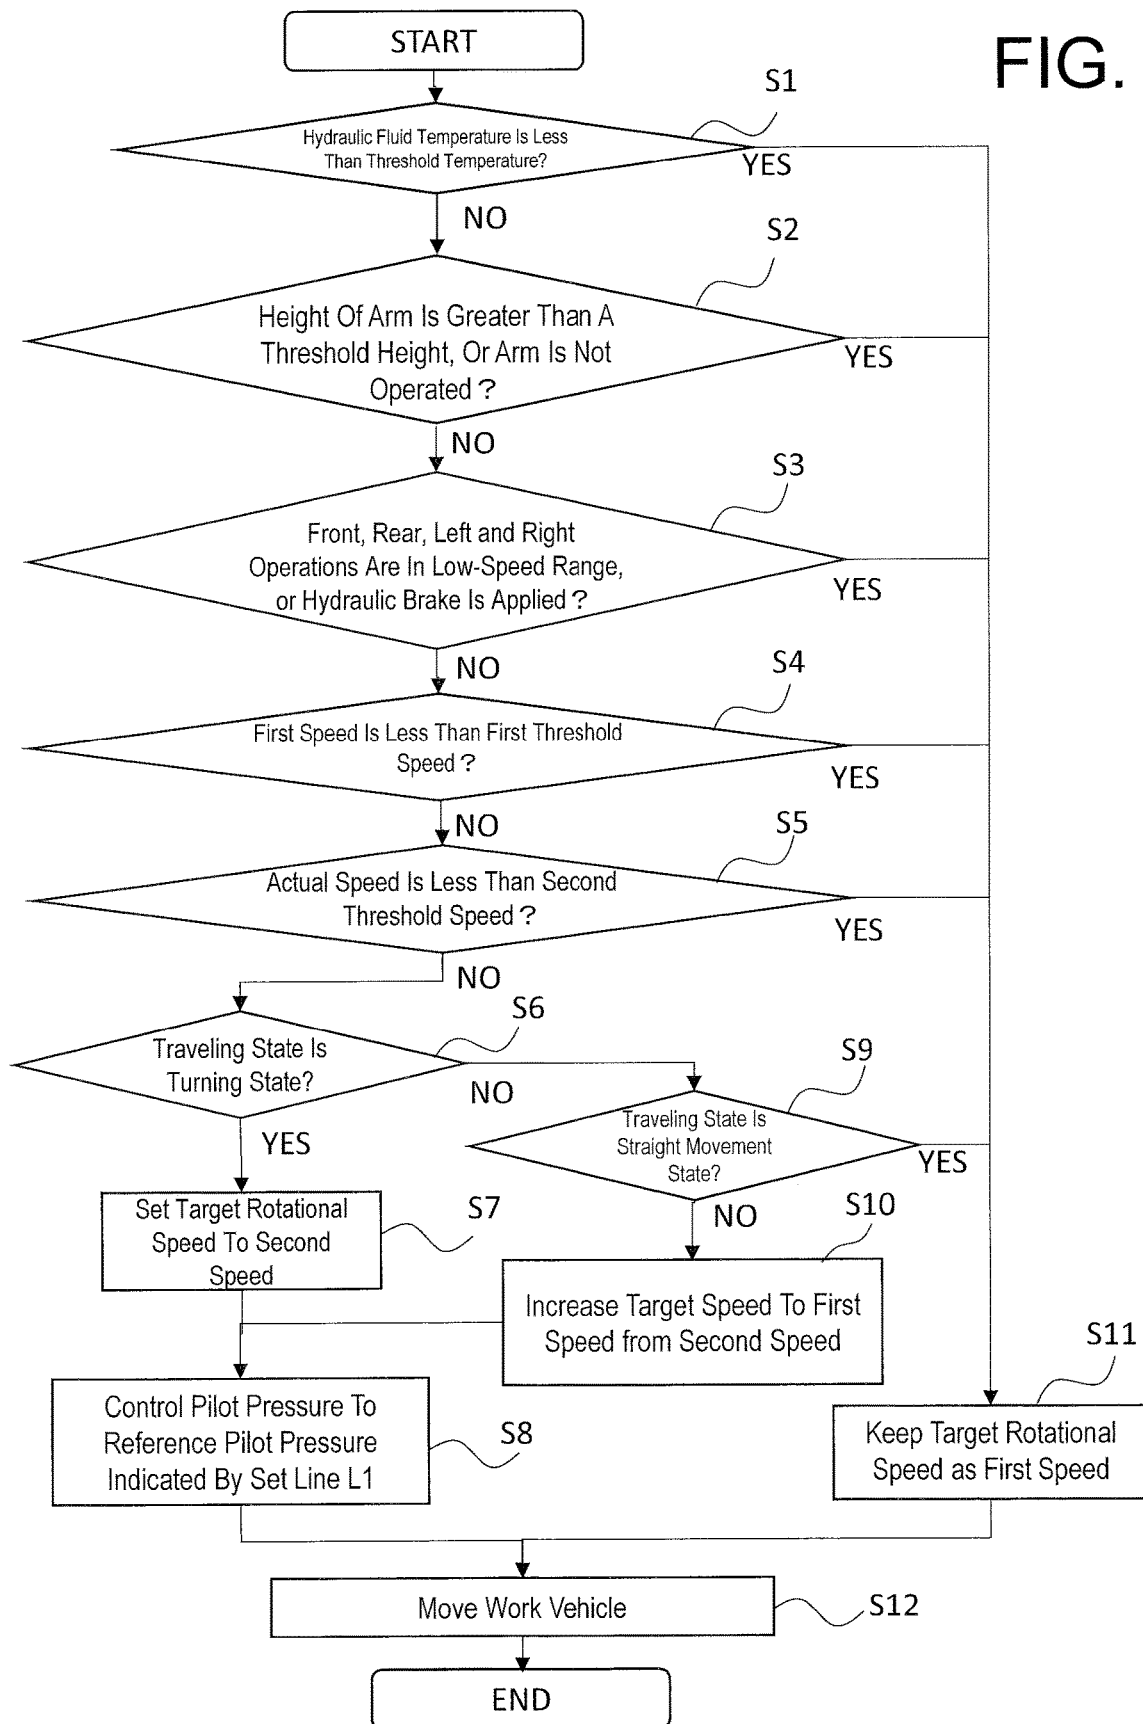 START
FIG.
S1
Hydraulic Fluid Temperature Is Less
Than Threshold Temperature?
YES
NO
S2
Height Of Arm Is Greater Than A
Threshold Height, Or Arm Is Not
Operated ?
YES
NO
S3
Front, Rear, Left and Right
Operations Are In Low-Speed Range,
or Hydraulic Brake Is Applied ?
YES
NO
S4
First Speed Is Less Than First Threshold
Speed ?
YES
NO
S5
Actual Speed Is Less Than Second
Threshold Speed ?
YES
NO
S6
Traveling State Is
Turning State?
NO
YES
S9
Traveling State Is
Straight Movement
State?
YES
NO
S7
Set Target Rotational
Speed To Second
Speed
S10
Increase Target Speed To First
Speed from Second Speed
S11
Keep Target Rotational
Speed as First Speed
S8
Control Pilot Pressure To
Reference Pilot Pressure
Indicated By Set Line L1
Move Work Vehicle
S12
END